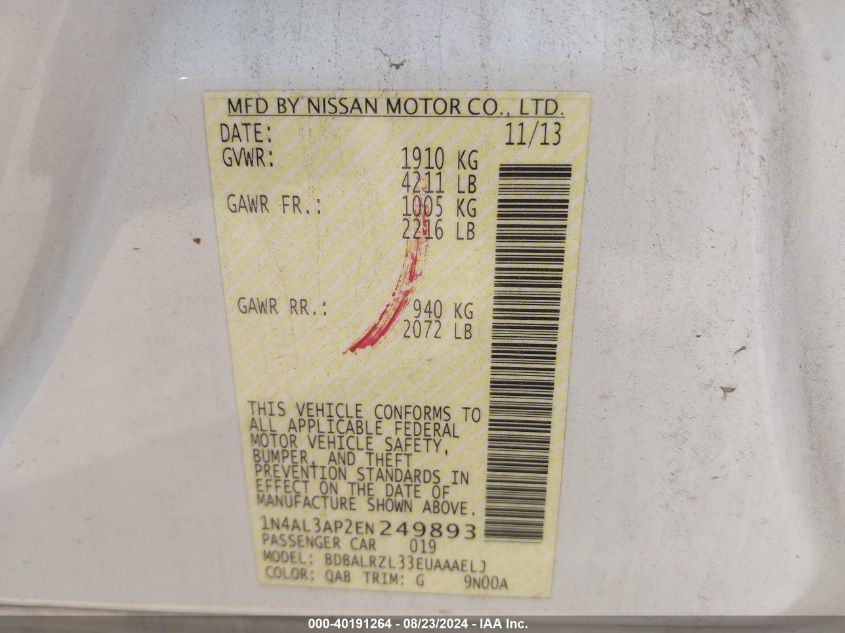 MFD BY NISSAN MOTOR CO., LTD.
DATE: 11/13
GVWR: 1910 KG
4211 LB
GAWR FR.: 1005 KG
2216 LB
GAWR RR.: 940 KG
2072 LB
THIS VEHICLE CONFORMS TO
ALL APPLICABLE FEDERAL
MOTOR VEHICLE SAFETY,
BUMPER, AND THEFT
PREVENTION STANDARDS IN
EFFECT ON THE DATE OF
MANUFACTURE SHOWN ABOVE.
1N4AL3AP2EN249893
PASSENGER CAR 019
MODEL: BDBALRZL33EUAAAELJ
COLOR: QAB TRIM: G 9N00A
000-40191264 - 08/23/2024 - IAA Inc.